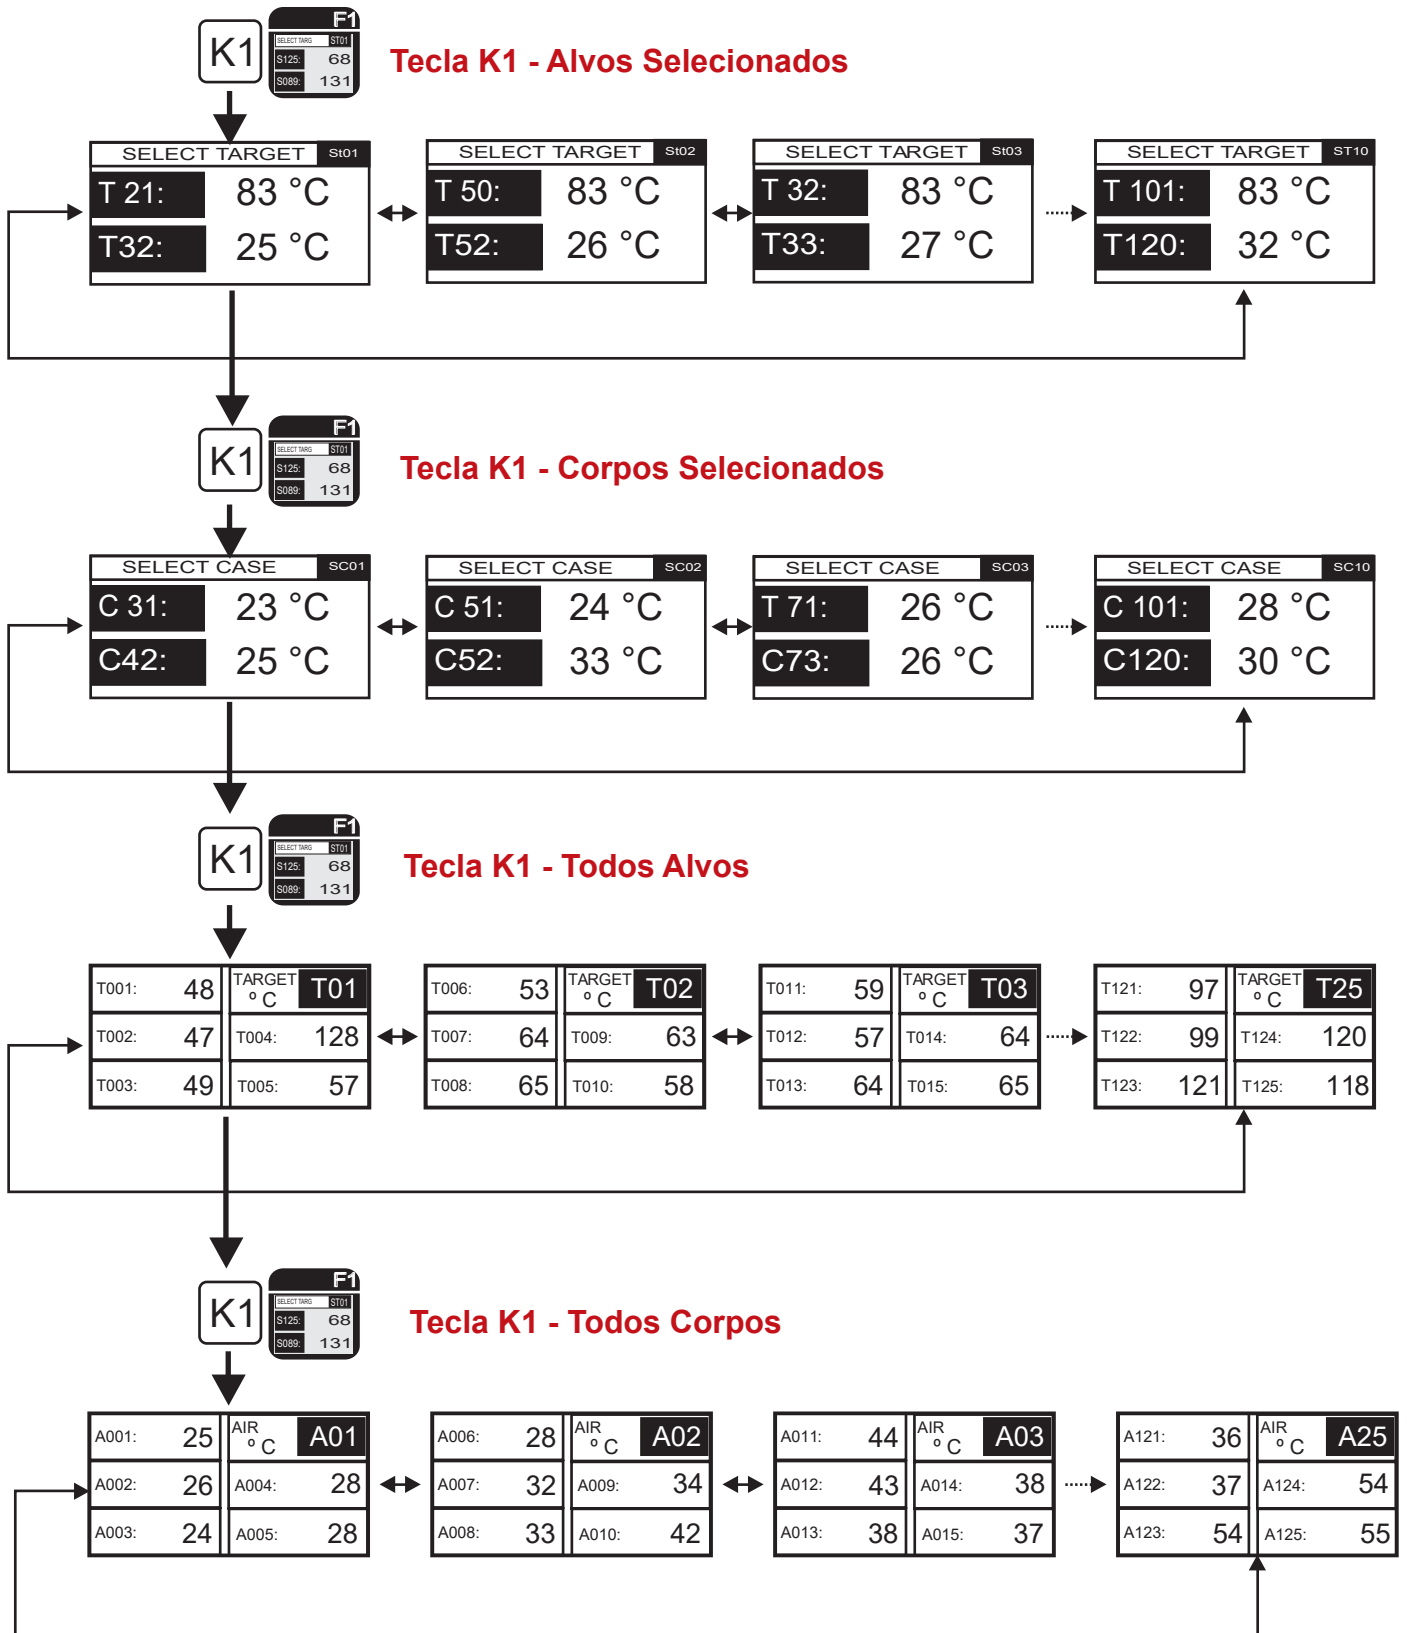 F1
K1
SELECT TARG ST01
S125: 68
S089: 131
Tecla K1 - Alvos Selecionados
SELECT TARGET St01
T 21: 83 °C
T32: 25 °C
SELECT TARGET St02
T 50: 83 °C
T52: 26 °C
SELECT TARGET St03
T 32: 83 °C
T33: 27 °C
SELECT TARGET ST10
T 101: 83 °C
T120: 32 °C
F1
K1
SELECT TARG ST01
S125: 68
S089: 131
Tecla K1 - Corpos Selecionados
SELECT CASE SC01
C 31: 23 °C
C42: 25 °C
SELECT CASE SC02
C 51: 24 °C
C52: 33 °C
SELECT CASE SC03
T 71: 26 °C
C73: 26 °C
SELECT CASE SC10
C 101: 28 °C
C120: 30 °C
F1
K1
SELECT TARG ST01
S125: 68
S089: 131
Tecla K1 - Todos Alvos
T001: 48 TARGET º C T01
T002: 47 T004: 128
T003: 49 T005: 57
T006: 53 TARGET º C T02
T007: 64 T009: 63
T008: 65 T010: 58
T011: 59 TARGET º C T03
T012: 57 T014: 64
T013: 64 T015: 65
T121: 97 TARGET º C T25
T122: 99 T124: 120
T123: 121 T125: 118
F1
K1
SELECT TARG ST01
S125: 68
S089: 131
Tecla K1 - Todos Corpos
A001: 25 AIR º C A01
A002: 26 A004: 28
A003: 24 A005: 28
A006: 28 AIR º C A02
A007: 32 A009: 34
A008: 33 A010: 42
A011: 44 AIR º C A03
A012: 43 A014: 38
A013: 38 A015: 37
A121: 36 AIR º C A25
A122: 37 A124: 54
A123: 54 A125: 55